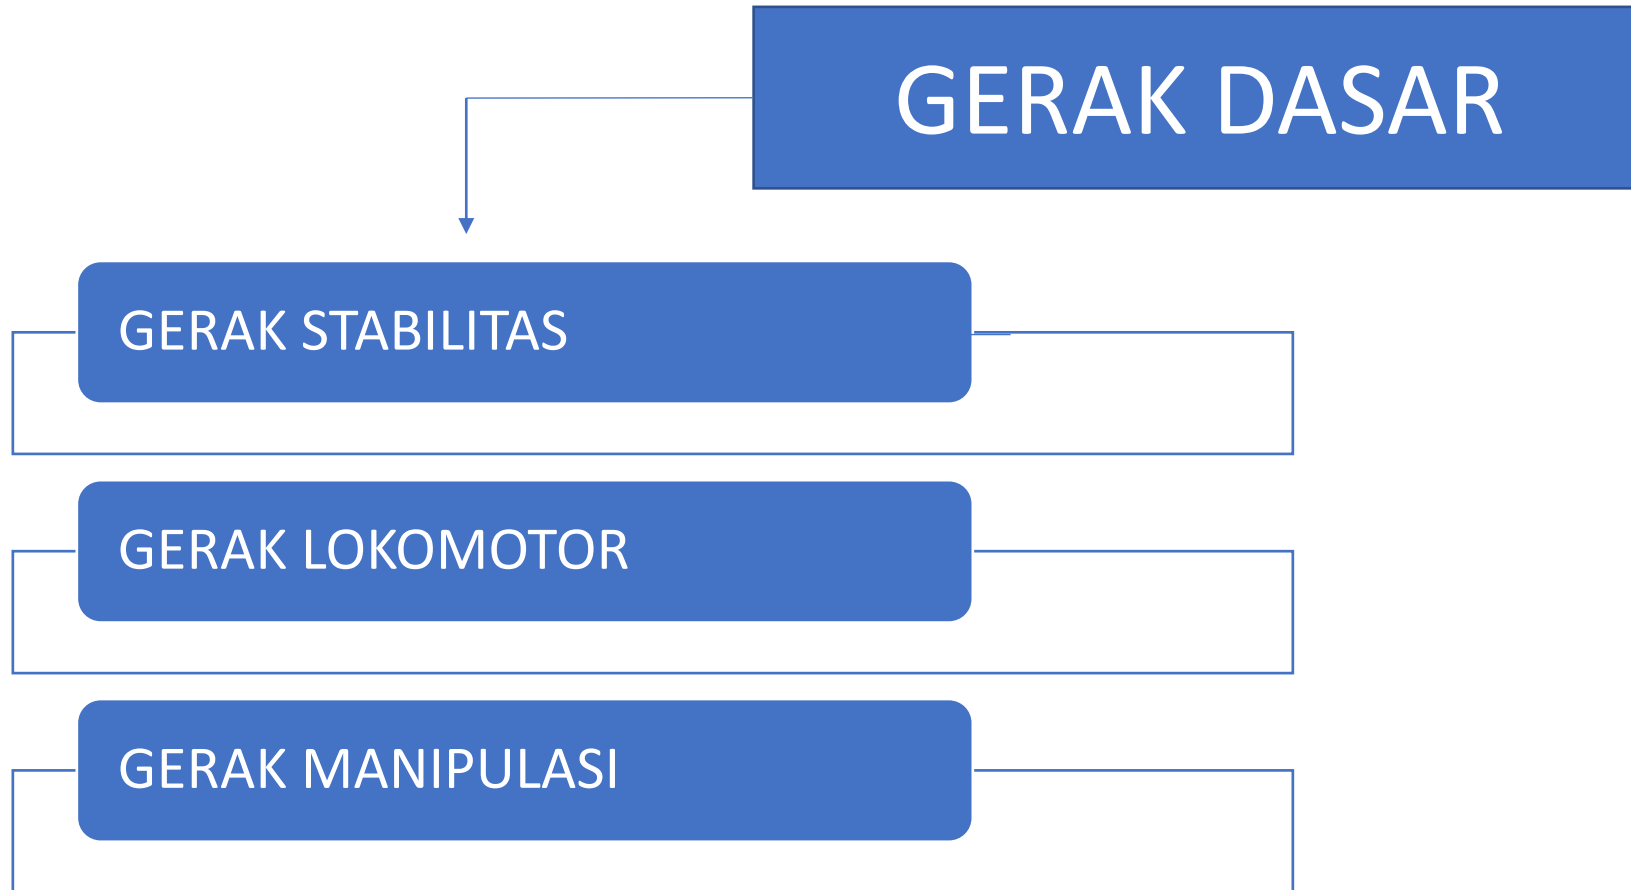 GERAK DASAR
GERAK STABILITAS
GERAK LOKOMOTOR
GERAK MANIPULASI